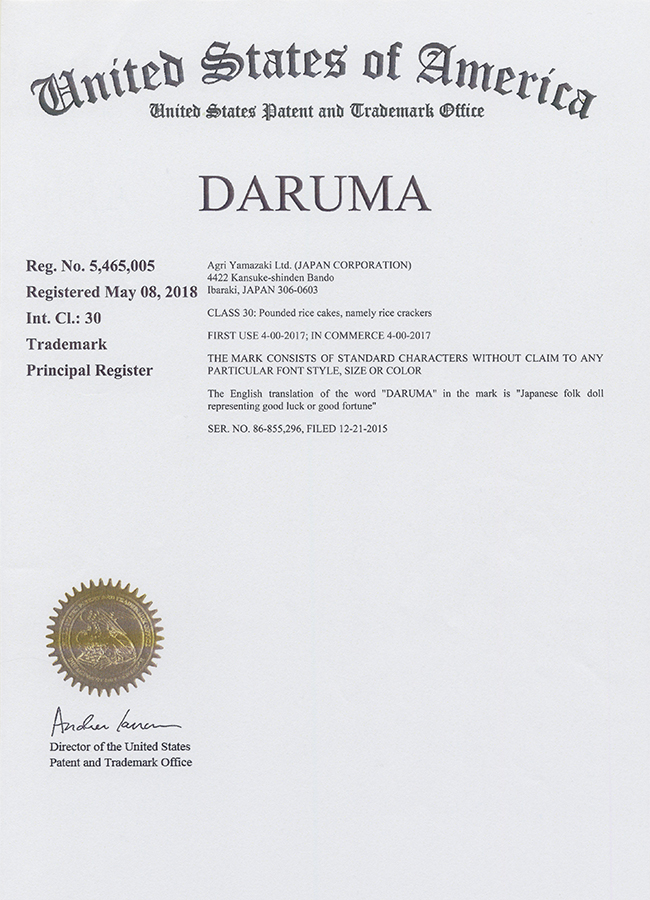 United States of America
United States Patent and Trademark Office
DARUMA
Reg. No. 5,465,005
Registered May 08, 2018
Int. Cl.: 30
Trademark
Principal Register
Agri Yamazaki Ltd. (JAPAN CORPORATION)
4422 Kansuke-shinden Bando
Ibaraki, JAPAN 306-0603
CLASS 30: Pounded rice cakes, namely rice crackers
FIRST USE 4-00-2017; IN COMMERCE 4-00-2017
THE MARK CONSISTS OF STANDARD CHARACTERS WITHOUT CLAIM TO ANY
PARTICULAR FONT STYLE, SIZE OR COLOR
The English translation of the word "DARUMA" in the mark is "Japanese folk doll
representing good luck or good fortune"
SER. NO. 86-855,296, FILED 12-21-2015
Director of the United States
Patent and Trademark Office